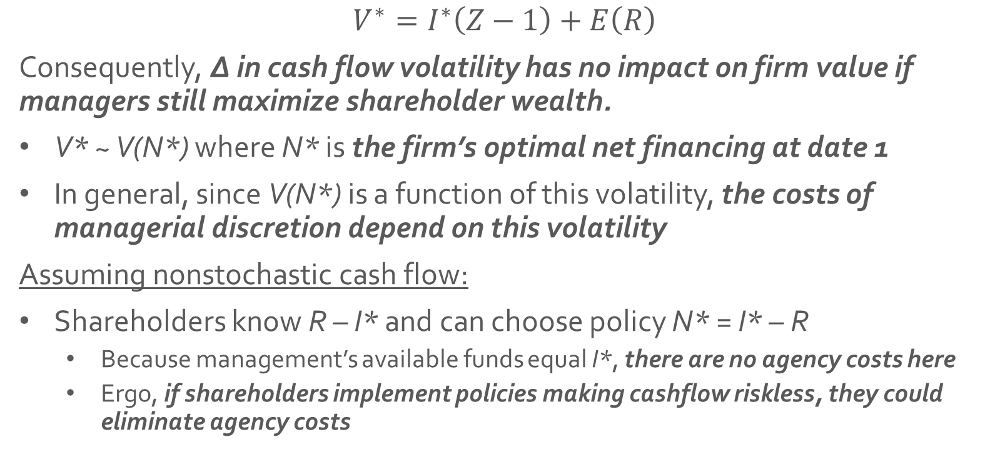 V* = I*(Z − 1) + E(R)
Consequently, Δ in cash flow volatility has no impact on firm value if
managers still maximize shareholder wealth.
• V* ~ V(N*) where N* is the firm’s optimal net financing at date 1
• In general, since V(N*) is a function of this volatility, the costs of
managerial discretion depend on this volatility
Assuming nonstochastic cash flow:
• Shareholders know R – I* and can choose policy N* = I* – R
• Because management’s available funds equal I*, there are no agency costs here
• Ergo, if shareholders implement policies making cashflow riskless, they could
eliminate agency costs